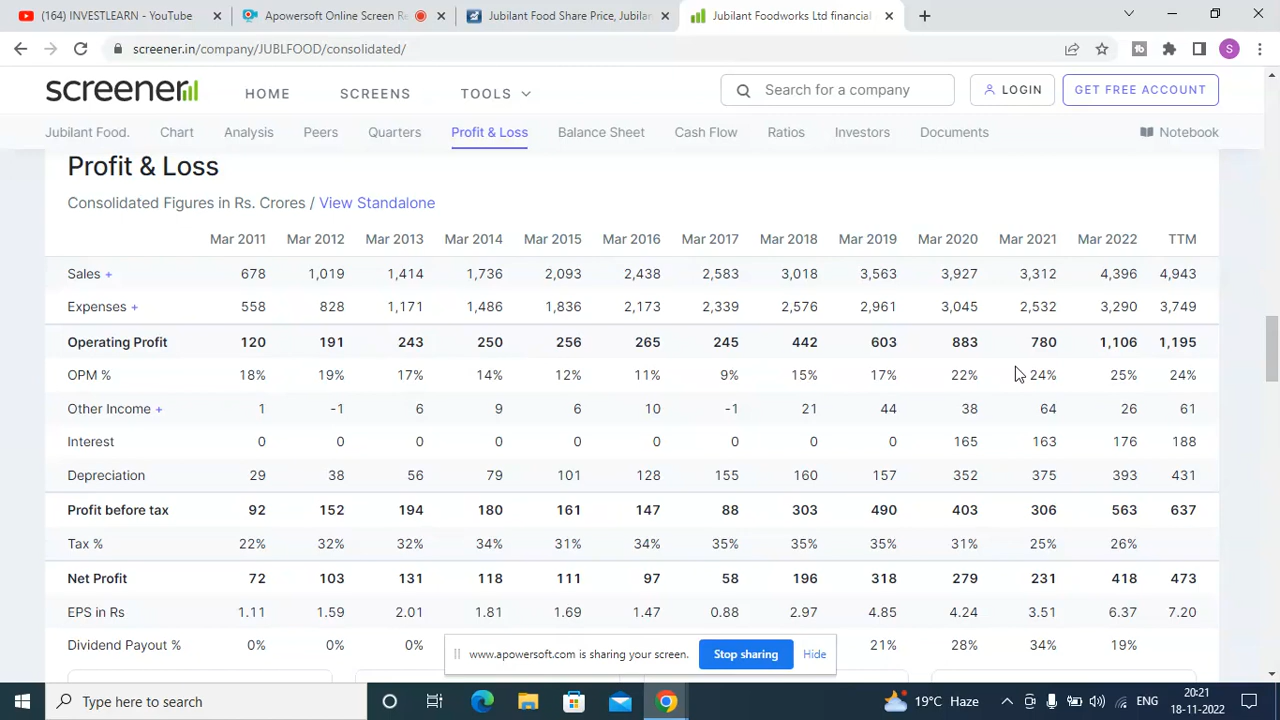 (164) INVESTLEARN - YouTube
Apowersoft Online Screen Re
Jubilant Food Share Price, Jubilan
Jubilant Foodworks Ltd financial
screener.in/company/JUBLFOOD/consolidated/
S
screener
HOME SCREENS TOOLS
Search for a company
LOGIN
GET FREE ACCOUNT
Jubilant Food. Chart Analysis Peers Quarters Profit & Loss Balance Sheet Cash Flow Ratios Investors Documents Notebook
Profit & Loss
Consolidated Figures in Rs. Crores / View Standalone
Mar 2011 Mar 2012 Mar 2013 Mar 2014 Mar 2015 Mar 2016 Mar 2017 Mar 2018 Mar 2019 Mar 2020 Mar 2021 Mar 2022 TTM
Sales + 678 1,019 1,414 1,736 2,093 2,438 2,583 3,018 3,563 3,927 3,312 4,396 4,943
Expenses + 558 828 1,171 1,486 1,836 2,173 2,339 2,576 2,961 3,045 2,532 3,290 3,749
Operating Profit 120 191 243 250 256 265 245 442 603 883 780 1,106 1,195
OPM % 18% 19% 17% 14% 12% 11% 9% 15% 17% 22% 24% 25% 24%
Other Income + 1 -1 6 9 6 10 -1 21 44 38 64 26 61
Interest 0 0 0 0 0 0 0 0 0 165 163 176 188
Depreciation 29 38 56 79 101 128 155 160 157 352 375 393 431
Profit before tax 92 152 194 180 161 147 88 303 490 403 306 563 637
Tax % 22% 32% 32% 34% 31% 34% 35% 35% 35% 31% 25% 26%
Net Profit 72 103 131 118 111 97 58 196 318 279 231 418 473
EPS in Rs 1.11 1.59 2.01 1.81 1.69 1.47 0.88 2.97 4.85 4.24 3.51 6.37 7.20
Dividend Payout % 0% 0% 0% 21% 28% 34% 19%
www.apowersoft.com is sharing your screen. Stop sharing Hide
Type here to search
19°C Haze
ENG
20:21
18-11-2022